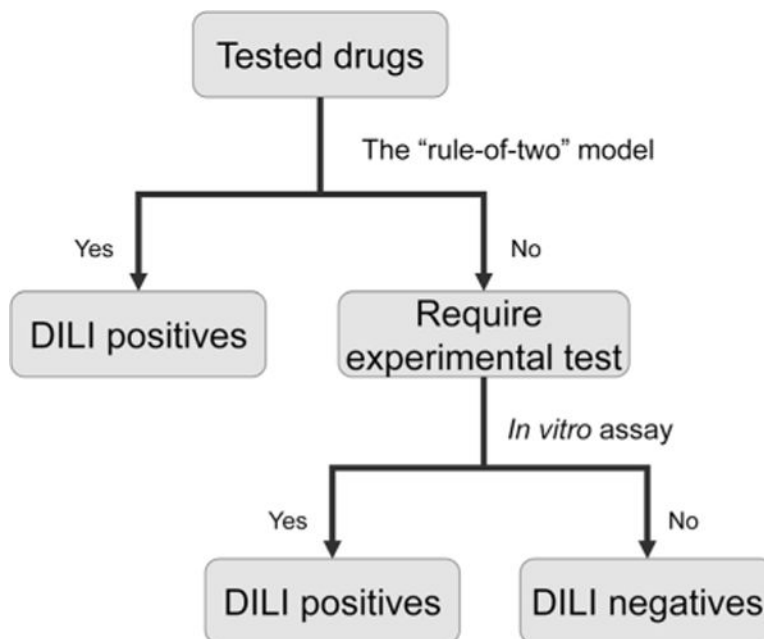 Tested drugs
The “rule-of-two” model
Yes
No
DILI positives
Require
experimental test
In vitro assay
Yes
No
DILI positives
DILI negatives